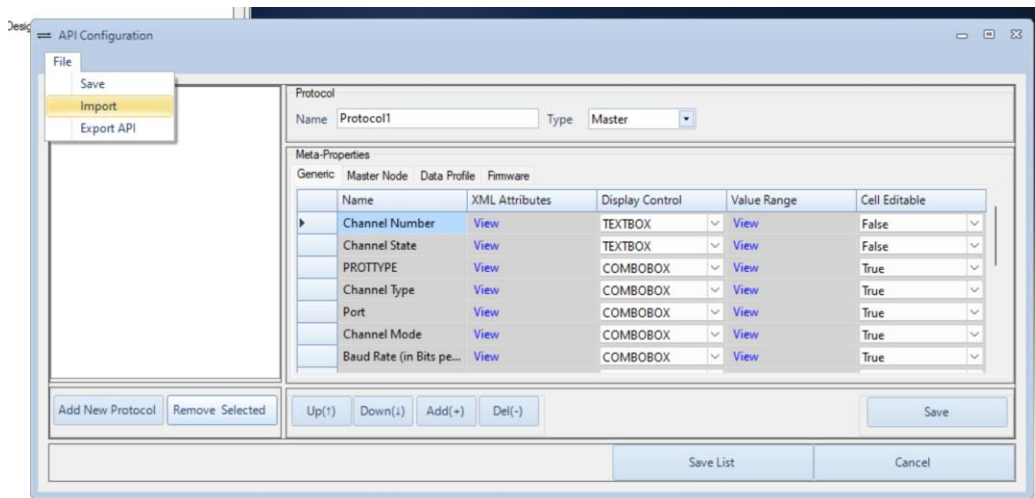 Desig
API Configuration
File
Save
Import
Export API
Protocol
Name Protocol1 Type Master
Meta-Properties
Generic Master Node Data Profile Firmware
Name XML Attributes Display Control Value Range Cell Editable
Channel Number View TEXTBOX View False
Channel State View TEXTBOX View False
PROTTYPE View COMBOBOX View True
Channel Type View COMBOBOX View True
Port View COMBOBOX View True
Channel Mode View COMBOBOX View True
Baud Rate (in Bits pe... View COMBOBOX View True
Add New Protocol Remove Selected Up(↑) Down(↓) Add(+) Del(-) Save
Save List Cancel